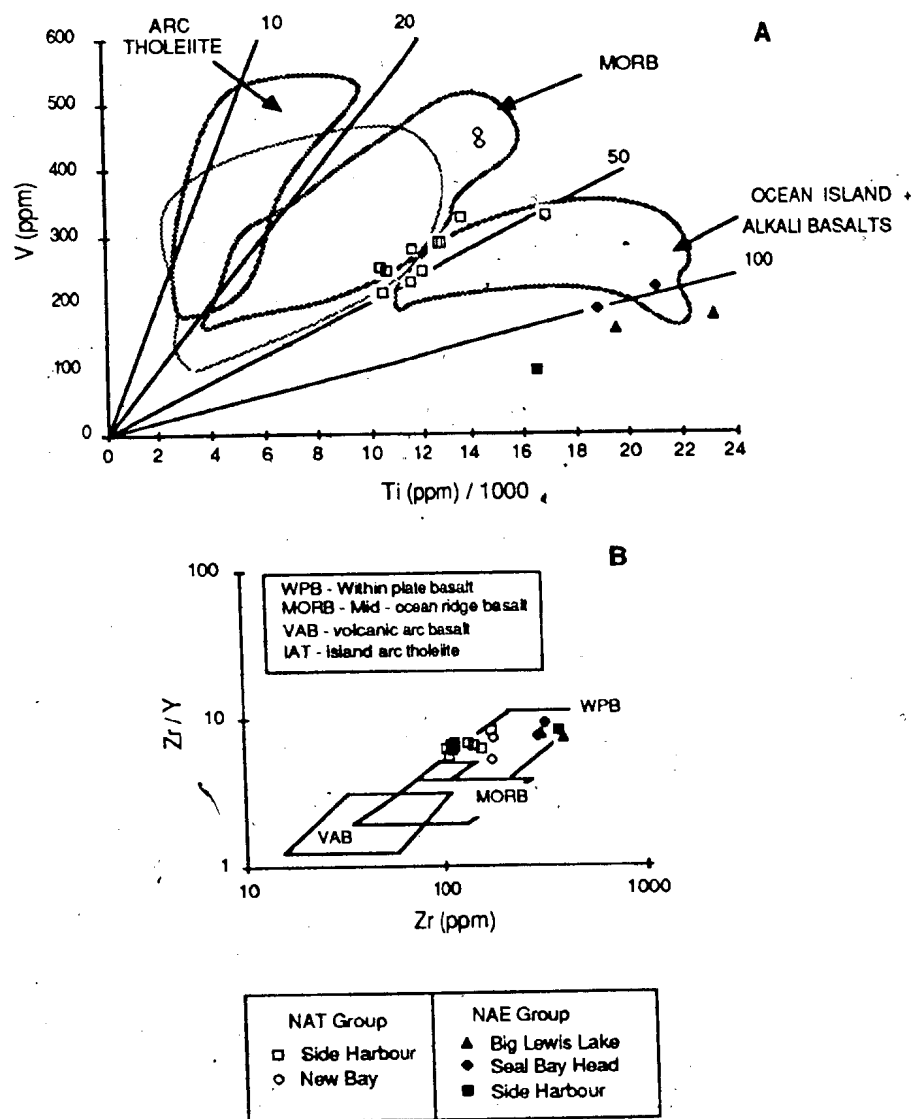 A
ARC
THOLEIITE
10
20
MORB
50
OCEAN ISLAND +
ALKALI BASALTS
100
V (ppm)
600
500
400
300
200
100
0
0 2 4 6 8 10 12 14 16 18 20 22 24
Ti (ppm) / 1000
B
100
10
1
Zr / Y
WPB - Within plate basalt
MORB - Mid - ocean ridge basalt
VAB - volcanic arc basalt
IAT - island arc tholeiite
WPB
MORB
VAB
10 100 1000
Zr (ppm)
NAT Group
Side Harbour
New Bay
NAE Group
Big Lewis Lake
Seal Bay Head
Side Harbour